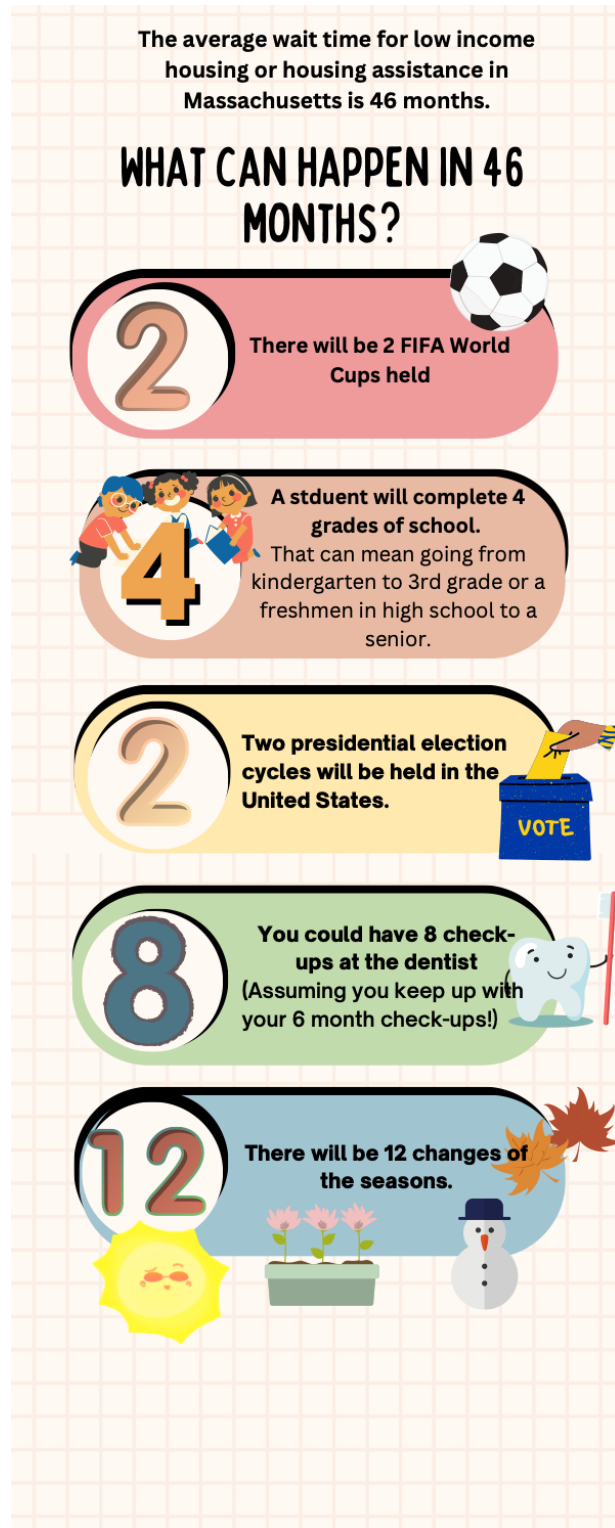 The average wait time for low income
housing or housing assistance in
Massachusetts is 46 months.
WHAT CAN HAPPEN IN 46
MONTHS?
2
There will be 2 FIFA World
Cups held
4
A stduent will complete 4
grades of school.
That can mean going from
kindergarten to 3rd grade or a
freshmen in high school to a
senior.
2
Two presidential election
cycles will be held in the
United States.
VOTE
8
You could have 8 check-
ups at the dentist
(Assuming you keep up with
your 6 month check-ups!)
12
There will be 12 changes of
the seasons.